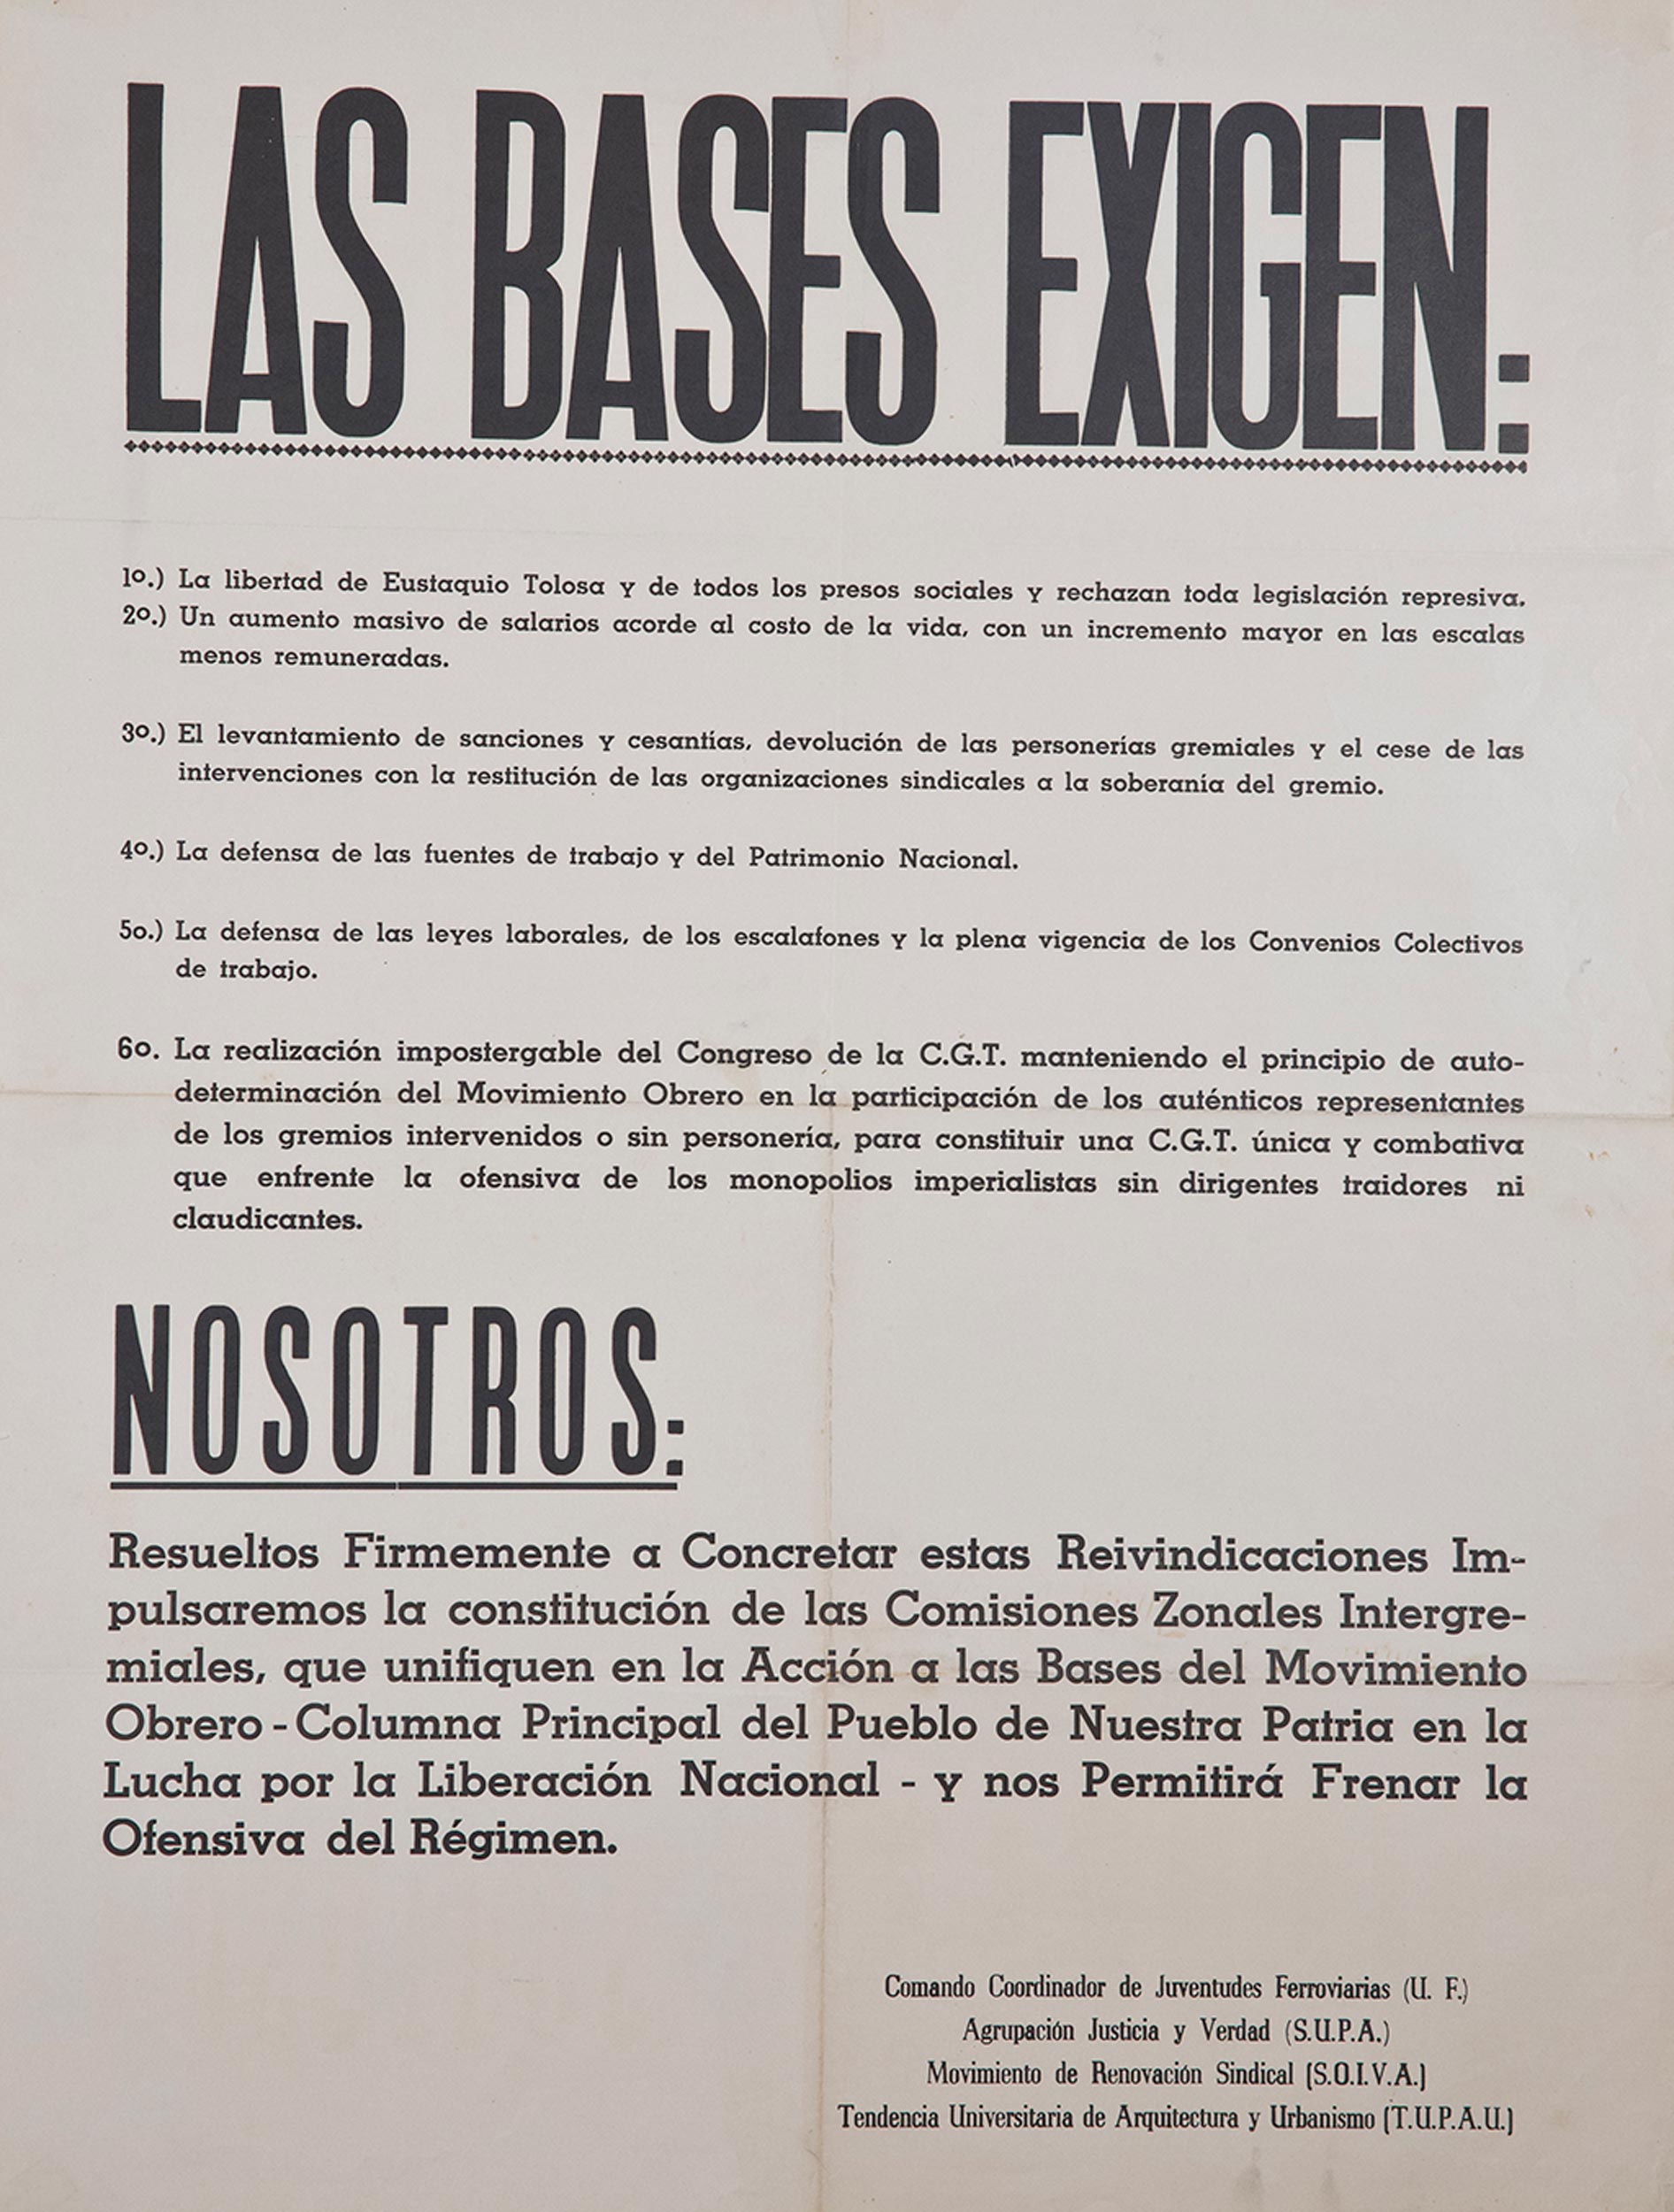 LAS BASES EXIGEN:
1o.) La libertad de Eustaquio Tolosa y de todos los presos sociales y rechazan toda legislación represiva.
2o.) Un aumento masivo de salarios acorde al costo de la vida, con un incremento mayor en las escalas
menos remuneradas.
3o.) El levantamiento de sanciones y cesantías, devolución de las personerías gremiales y el cese de las
intervenciones con la restitución de las organizaciones sindicales a la soberanía del gremio.
4o.) La defensa de las fuentes de trabajo y del Patrimonio Nacional.
5o.) La defensa de las leyes laborales, de los escalafones y la plena vigencia de los Convenios Colectivos
de trabajo.
6o. La realización impostergable del Congreso de la C.G.T. manteniendo el principio de auto-
determinación del Movimiento Obrero en la participación de los auténticos representantes
de los gremios intervenidos o sin personería, para constituir una C.G.T. única y combativa
que enfrente la ofensiva de los monopolios imperialistas sin dirigentes traidores ni
claudicantes.
NOSOTROS:
Resueltos Firmemente a Concretar estas Reivindicaciones Im-
pulsaremos la constitución de las Comisiones Zonales Intergre-
miales, que unifiquen en la Acción a las Bases del Movimiento
Obrero - Columna Principal del Pueblo de Nuestra Patria en la
Lucha por la Liberación Nacional - y nos Permitirá Frenar la
Ofensiva del Régimen.
Comando Coordinador de Juventudes Ferroviarias (U. F.)
Agrupación Justicia y Verdad (S.U.P.A.)
Movimiento de Renovación Sindical (S.O.I.V.A.)
Tendencia Universitaria de Arquitectura y Urbanismo (T.U.P.A.U.)